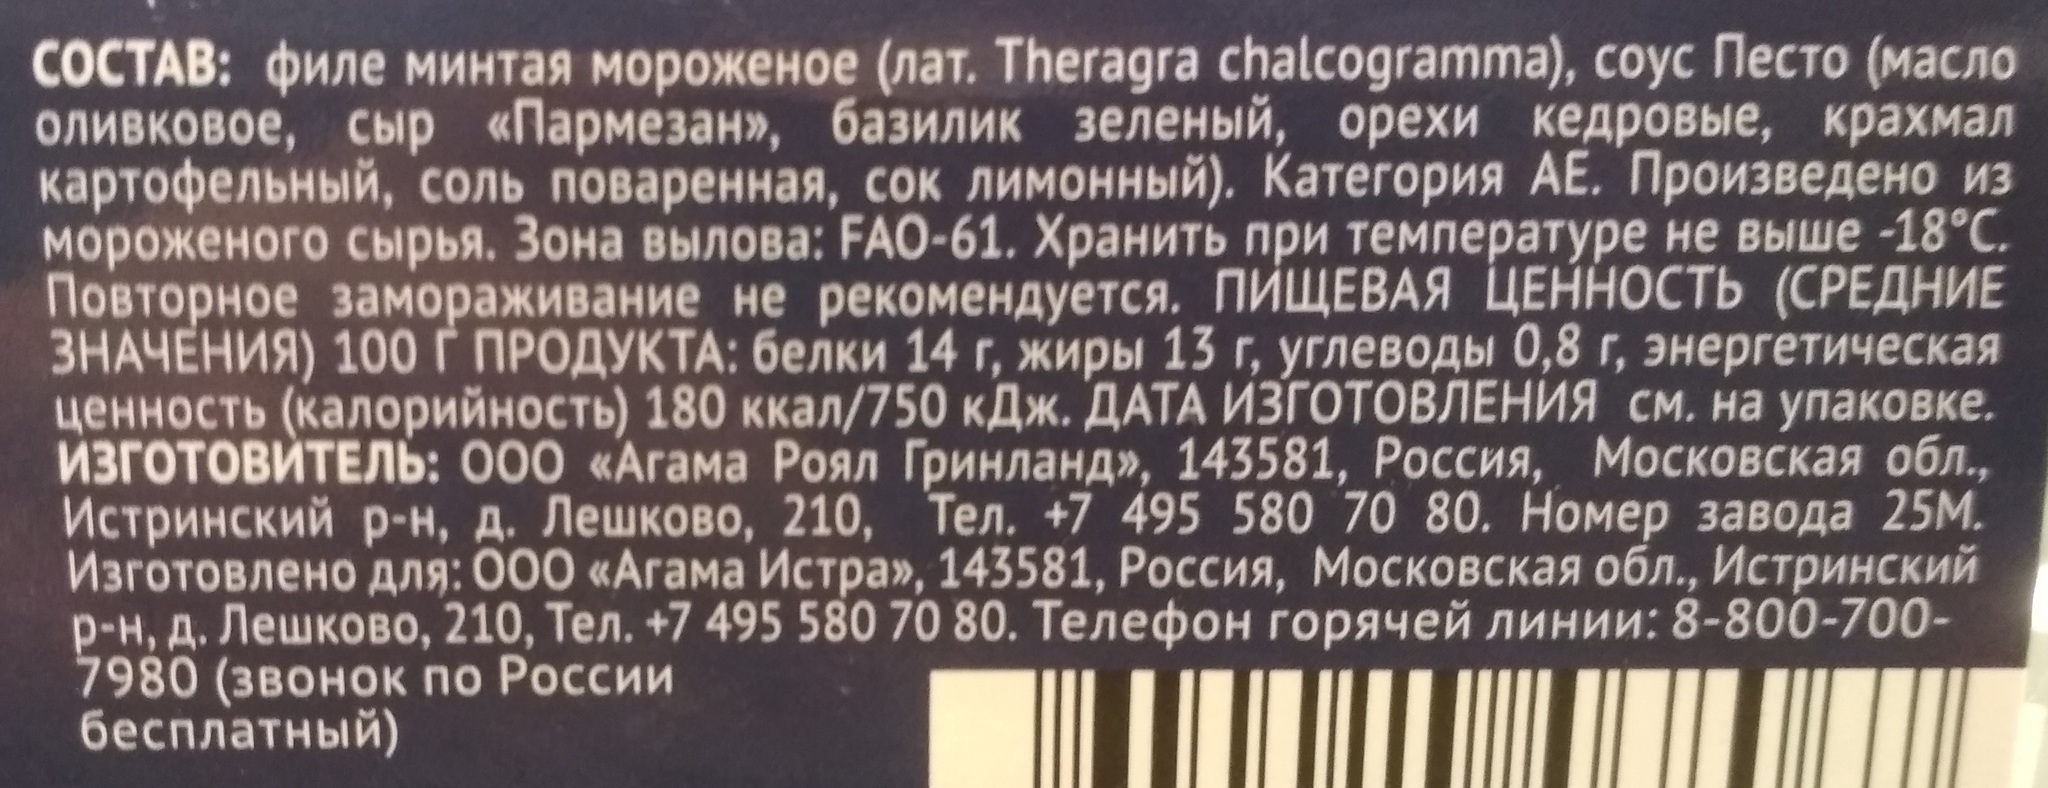 СОСТАВ: филе минтая мороженое (лат. Theragra chalcogramma), соус Песто (масло
оливковое, сыр «Пармезан», базилик зеленый, орехи кедровые, крахмал
картофельный, соль поваренная, сок лимонный). Категория АЕ. Произведено из
мороженого сырья. Зона вылова: FAO-61. Хранить при температуре не выше -18°С.
Повторное замораживание не рекомендуется. ПИЩЕВАЯ ЦЕННОСТЬ (СРЕДНИЕ
ЗНАЧЕНИЯ) 100 Г ПРОДУКТА: белки 14 г, жиры 13 г, углеводы 0,8 г, энергетическая
ценность (калорийность) 180 ккал/750 кДж. ДАТА ИЗГОТОВЛЕНИЯ см. на упаковке.
ИЗГОТОВИТЕЛЬ: ООО «Агама Роял Гринланд», 143581, Россия, Московская обл.,
Истринский р-н, д. Лешково, 210, Тел. +7 495 580 70 80. Номер завода 25М.
Изготовлено для: ООО «Агама Истра», 143581, Россия, Московская обл., Истринский
р-н, д. Лешково, 210, Тел. +7 495 580 70 80. Телефон горячей линии: 8-800-700-
7980 (звонок по России
бесплатный)